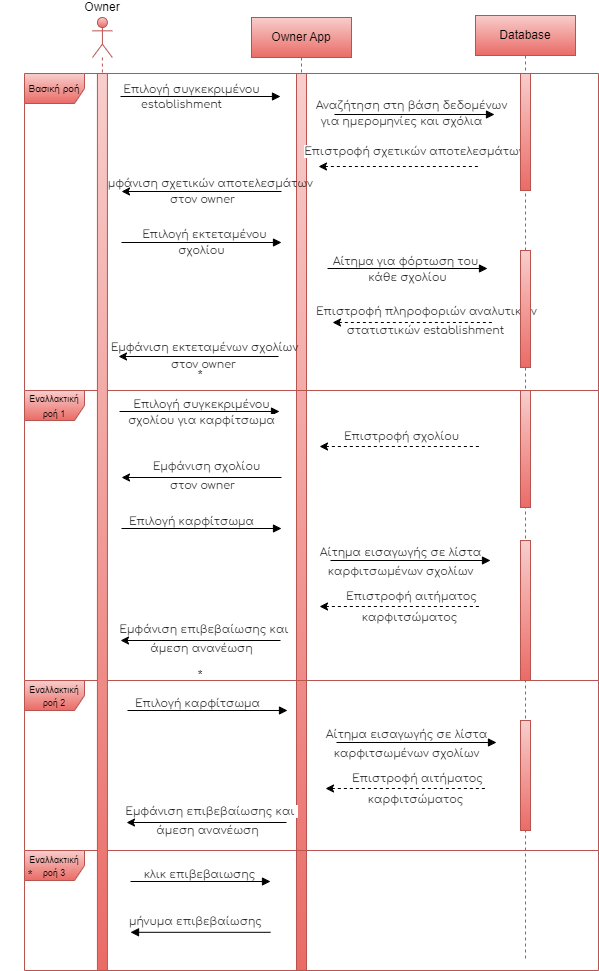 Owner
Owner App
Database
Βασική ροή
Επιλογή συγκεκριμένου
establishment
Αναζήτηση στη βάση δεδομένων
για ημερομηνίες και σχόλια
Επιστροφή σχετικών αποτελεσμάτω
μφάνιση σχετικών αποτελεσμάτων
στον owner
Επιλογή εκτεταμένου
σχολίου
Αίτημα για φόρτωση του
κάθε σχολίου
Επιστροφή πληροφοριών αναλυτικών
στατιστικών establishment
Εμφάνιση εκτεταμένων σχολίων
στον owner
*
Εναλλακτική
ροή 1
Επιλογή συγκεκριμένου
σχολίου για καρφίτσωμα
Επιστροφή σχολίου
Εμφάνιση σχολίου
στον owner
Επιλογή καρφίτσωμα
Αίτημα εισαγωγής σε λίστα
καρφιτσωμένων σχολίων
Επιστροφή αιτήματος
καρφιτσώματος
Εμφάνιση επιβεβαίωσης και
άμεση ανανέωση
*
Εναλλακτική
ροή 2
Επιλογή καρφίτσωμα
Αίτημα εισαγωγής σε λίστα
καρφιτσωμένων σχολίων
Επιστροφή αιτήματος
καρφιτσώματος
Εμφάνιση επιβεβαίωσης και
άμεση ανανέωση
Εναλλακτική
* ροή 3
κλικ επιβεβαιωσης
μήνυμα επιβεβαίωσης